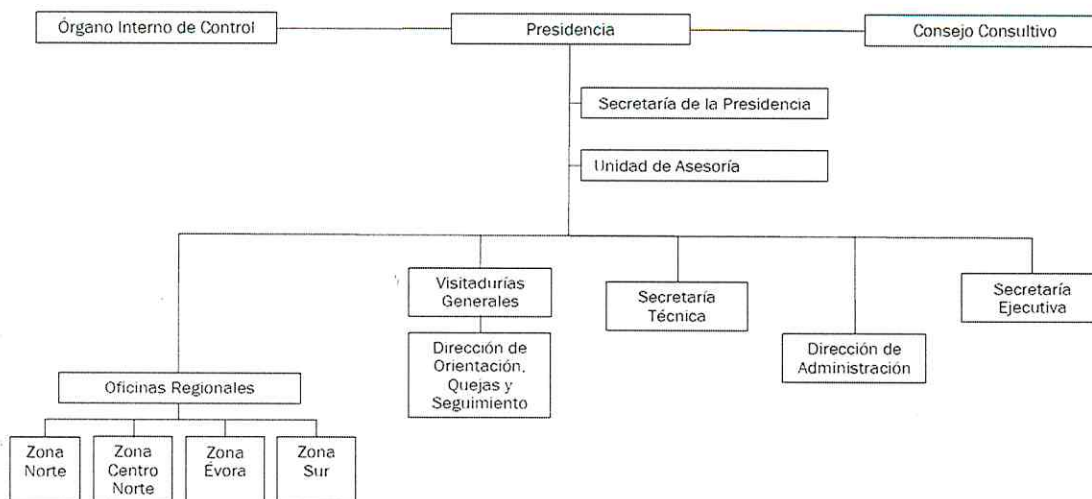 Órgano Interno de Control
Presidencia
Consejo Consultivo
Secretaría de la Presidencia
Unidad de Asesoría
Visitadurías
Generales
Secretaría
Técnica
Secretaría
Ejecutiva
Dirección de
Orientación,
Quejas y
Seguimiento
Dirección de
Administración
Oficinas Regionales
Zona
Norte
Zona
Centro
Norte
Zona
Évora
Zona
Sur